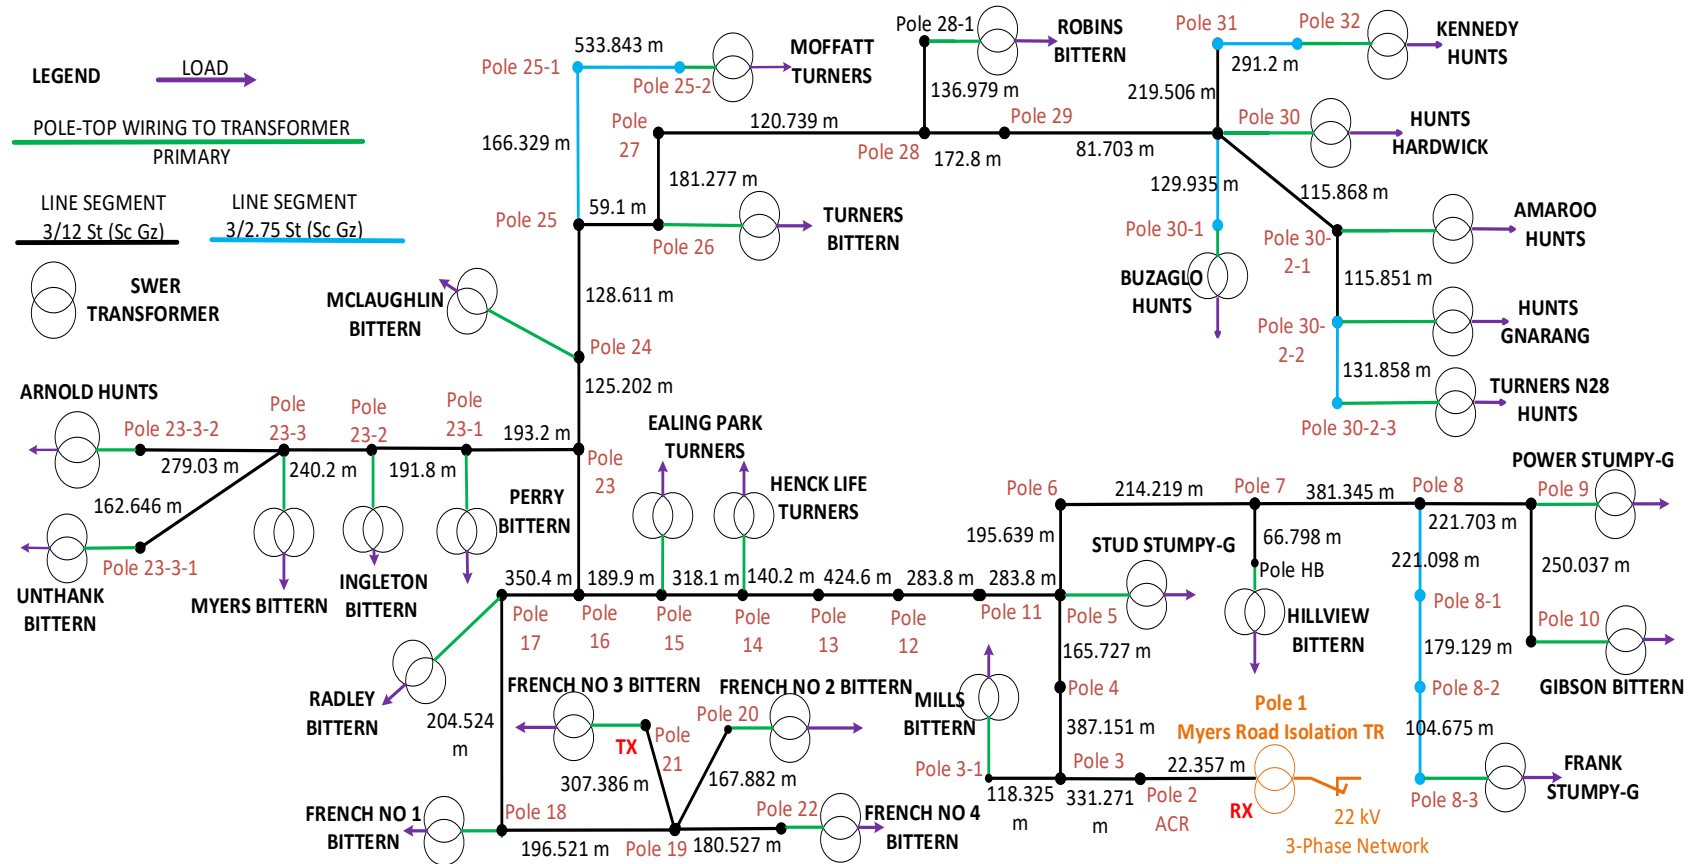 LEGEND
LOAD
POLE-TOP WIRING TO TRANSFORMER
PRIMARY
LINE SEGMENT
3/12 St (Sc Gz)
LINE SEGMENT
3/2.75 St (Sc Gz)
SWER
TRANSFORMER
533.843 m
Pole 25-1
Pole 25-2
MOFFATT
TURNERS
166.329 m
Pole
27
120.739 m
Pole 28-1
ROBINS
BITTERN
136.979 m
Pole 28
172.8 m
Pole 29
81.703 m
Pole 31
Pole 32
291.2 m
KENNEDY
HUNTS
219.506 m
Pole 30
HUNTS
HARDWICK
129.935 m
115.868 m
Pole 30-1
BUZAGLO
HUNTS
Pole 30-
2-1
AMAROO
HUNTS
115.851 m
Pole 30-
2-2
HUNTS
GNARANG
131.858 m
Pole 30-2-3
TURNERS N28
HUNTS
181.277 m
Pole 25
59.1 m
Pole 26
TURNERS
BITTERN
128.611 m
MCLAUGHLIN
BITTERN
Pole 24
125.202 m
ARNOLD HUNTS
Pole 23-3-2
Pole
23-3
Pole
23-2
Pole
23-1
193.2 m
279.03 m
240.2 m
191.8 m
Pole
23
162.646 m
Pole 23-3-1
UNTHANK
BITTERN
MYERS BITTERN
INGLETON
BITTERN
PERRY
BITTERN
EALING PARK
TURNERS
HENCK LIFE
TURNERS
350.4 m
189.9 m
318.1 m
140.2 m
424.6 m
283.8 m
283.8 m
Pole
17
Pole
16
Pole
15
Pole
14
Pole
13
Pole
12
Pole 11
Pole 5
Pole 6
214.219 m
Pole 7
381.345 m
Pole 8
195.639 m
STUD STUMPY-G
66.798 m
Pole HB
HILLVIEW
BITTERN
221.703 m
Pole 9
POWER STUMPY-G
221.098 m
250.037 m
Pole 8-1
Pole 10
179.129 m
GIBSON BITTERN
Pole 8-2
104.675 m
Pole 8-3
FRANK
STUMPY-G
165.727 m
Pole 4
387.151 m
MILLS
BITTERN
Pole 3-1
Pole 3
118.325
m
331.271
m
22.357 m
Pole 2
ACR
Pole 1
Myers Road Isolation TR
RX
22 kV
3-Phase Network
RADLEY
BITTERN
204.524
m
FRENCH NO 3 BITTERN
FRENCH NO 2 BITTERN
TX
Pole
21
Pole 20
307.386 m
167.882 m
FRENCH NO 1
BITTERN
Pole 18
196.521 m
Pole 19
180.527 m
Pole 22
FRENCH NO 4
BITTERN